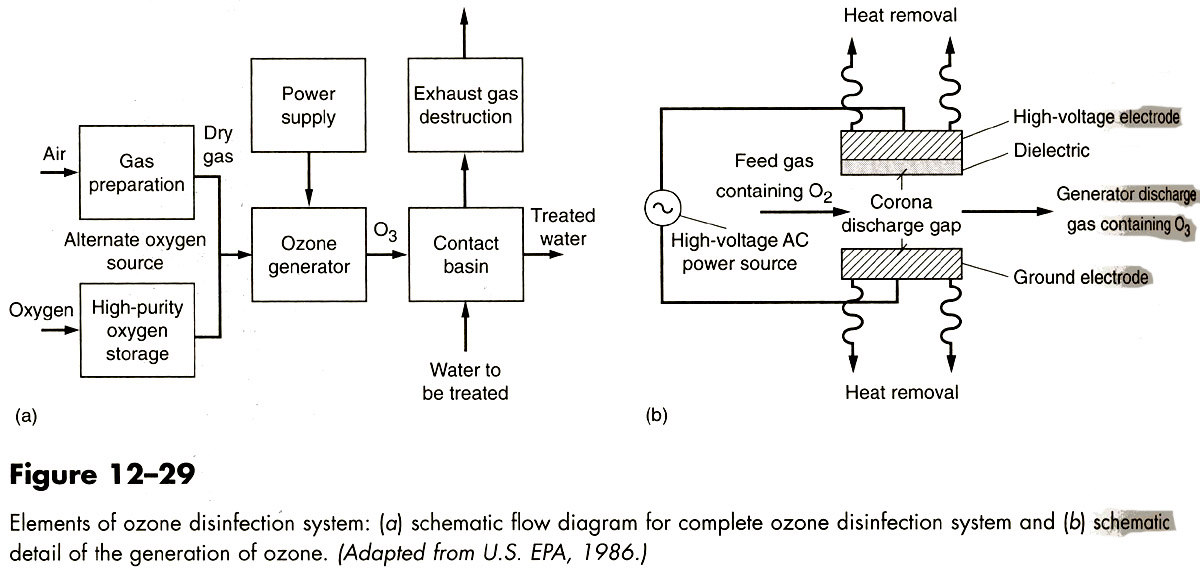 Air
Gas
preparation
Dry
gas
Alternate oxygen
source
Oxygen
High-purity
oxygen
storage
Power
supply
Ozone
generator
O₃
Exhaust gas
destruction
Contact
basin
Treated
water
Water to
be treated
(a)
Heat removal
High-voltage electrode
Dielectric
Feed gas
containing O₂
Corona
discharge gap
Generator discharge
gas containing O₃
High-voltage AC
power source
Ground electrode
Heat removal
(b)
Figure 12–29
Elements of ozone disinfection system: (a) schematic flow diagram for complete ozone disinfection system and (b) schematic
detail of the generation of ozone. (Adapted from U.S. EPA, 1986.)